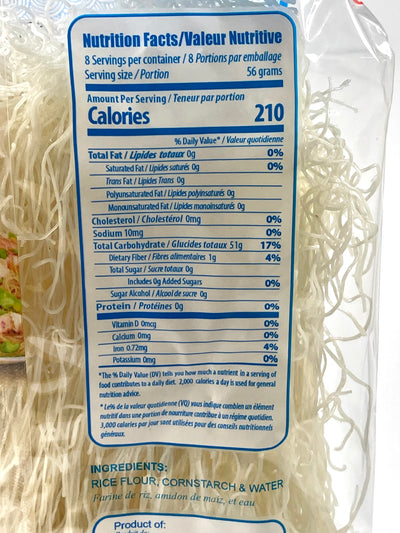 Nutrition Facts/Valeur Nutritive
8 Servings per container / 8 Portions par emballage
Serving size / Portion 56 grams
Amount Per Serving / Teneur par portion
Calories 210
% Daily Value* / Valeur quotidienne
Total Fat / Lipides totaux 0g 0%
Saturated Fat / Lipides saturés 0g 0%
Trans Fat / Lipides Trans 0g
Polyunsaturated Fat / Lipides polyinsaturés 0g
Monounsaturated Fat / Lipides monoinsaturés 0g
Cholesterol / Cholestérol 0mg 0%
Sodium 10mg 0%
Total Carbohydrate / Glucides totaux 51g 17%
Dietary Fiber / Fibres alimentaires 1g 4%
Total Sugar / Sucre totaux 0g
Includes 0g Added Sugars 0%
Sugar Alcohol / Alcool de sucre 0g
Protein / Protéines 0g 0%
Vitamin D 0mcg 0%
Calcium 0mg 0%
Iron 0.72mg 4%
Potassium 0mg 0%
*The % Daily Value (DV) tells you how much a nutrient in a serving of
food contributes to a daily diet. 2,000 calories a day is used for general
nutrition advice.
* Le% de la valeur quotidienne (VQ) vous indique combien un élément
nutritif dans une portion de nourriture contribue à un régime quotidien.
3,000 calories par jour sont utilisées pour des conseils nutritionnels
généraux.
INGREDIENTS:
RICE FLOUR, CORNSTARCH & WATER
Farine de riz, amidon de maïz, et eau
Product of:
Produit de: